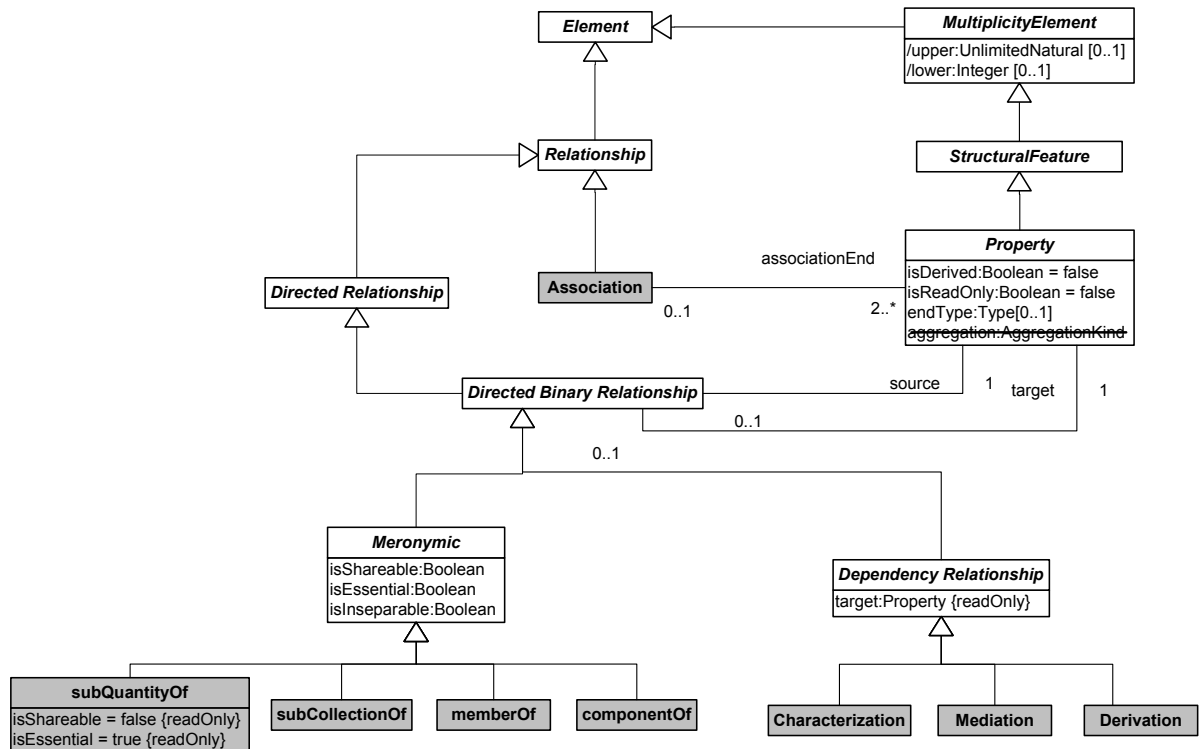 Element
MultiplicityElement
/upper:UnlimitedNatural [0..1]
/lower:Integer [0..1]
Relationship
StructuralFeature
Property
isDerived:Boolean = false
isReadOnly:Boolean = false
endType:Type[0..1]
aggregation:AggregationKind
associationEnd
Directed Relationship
Association
0..1
2..*
Directed Binary Relationship
source
1
target
1
0..1
0..1
Meronymic
isShareable:Boolean
isEssential:Boolean
isInseparable:Boolean
Dependency Relationship
target:Property {readOnly}
subQuantityOf
isShareable = false {readOnly}
isEssential = true {readOnly}
subCollectionOf
memberOf
componentOf
Characterization
Mediation
Derivation